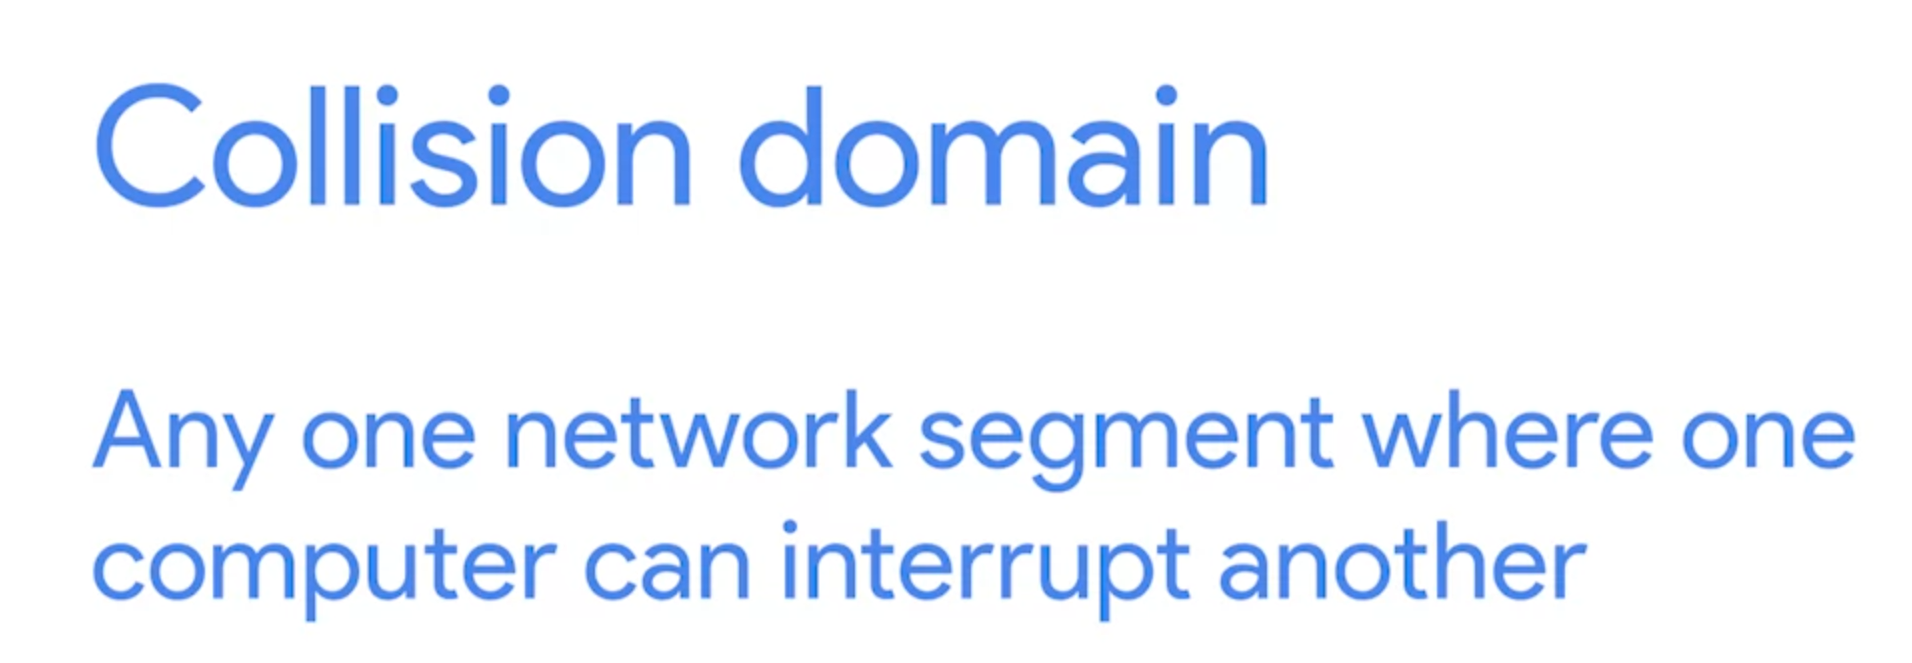 Collision domain
Any one network segment where one
computer can interrupt another